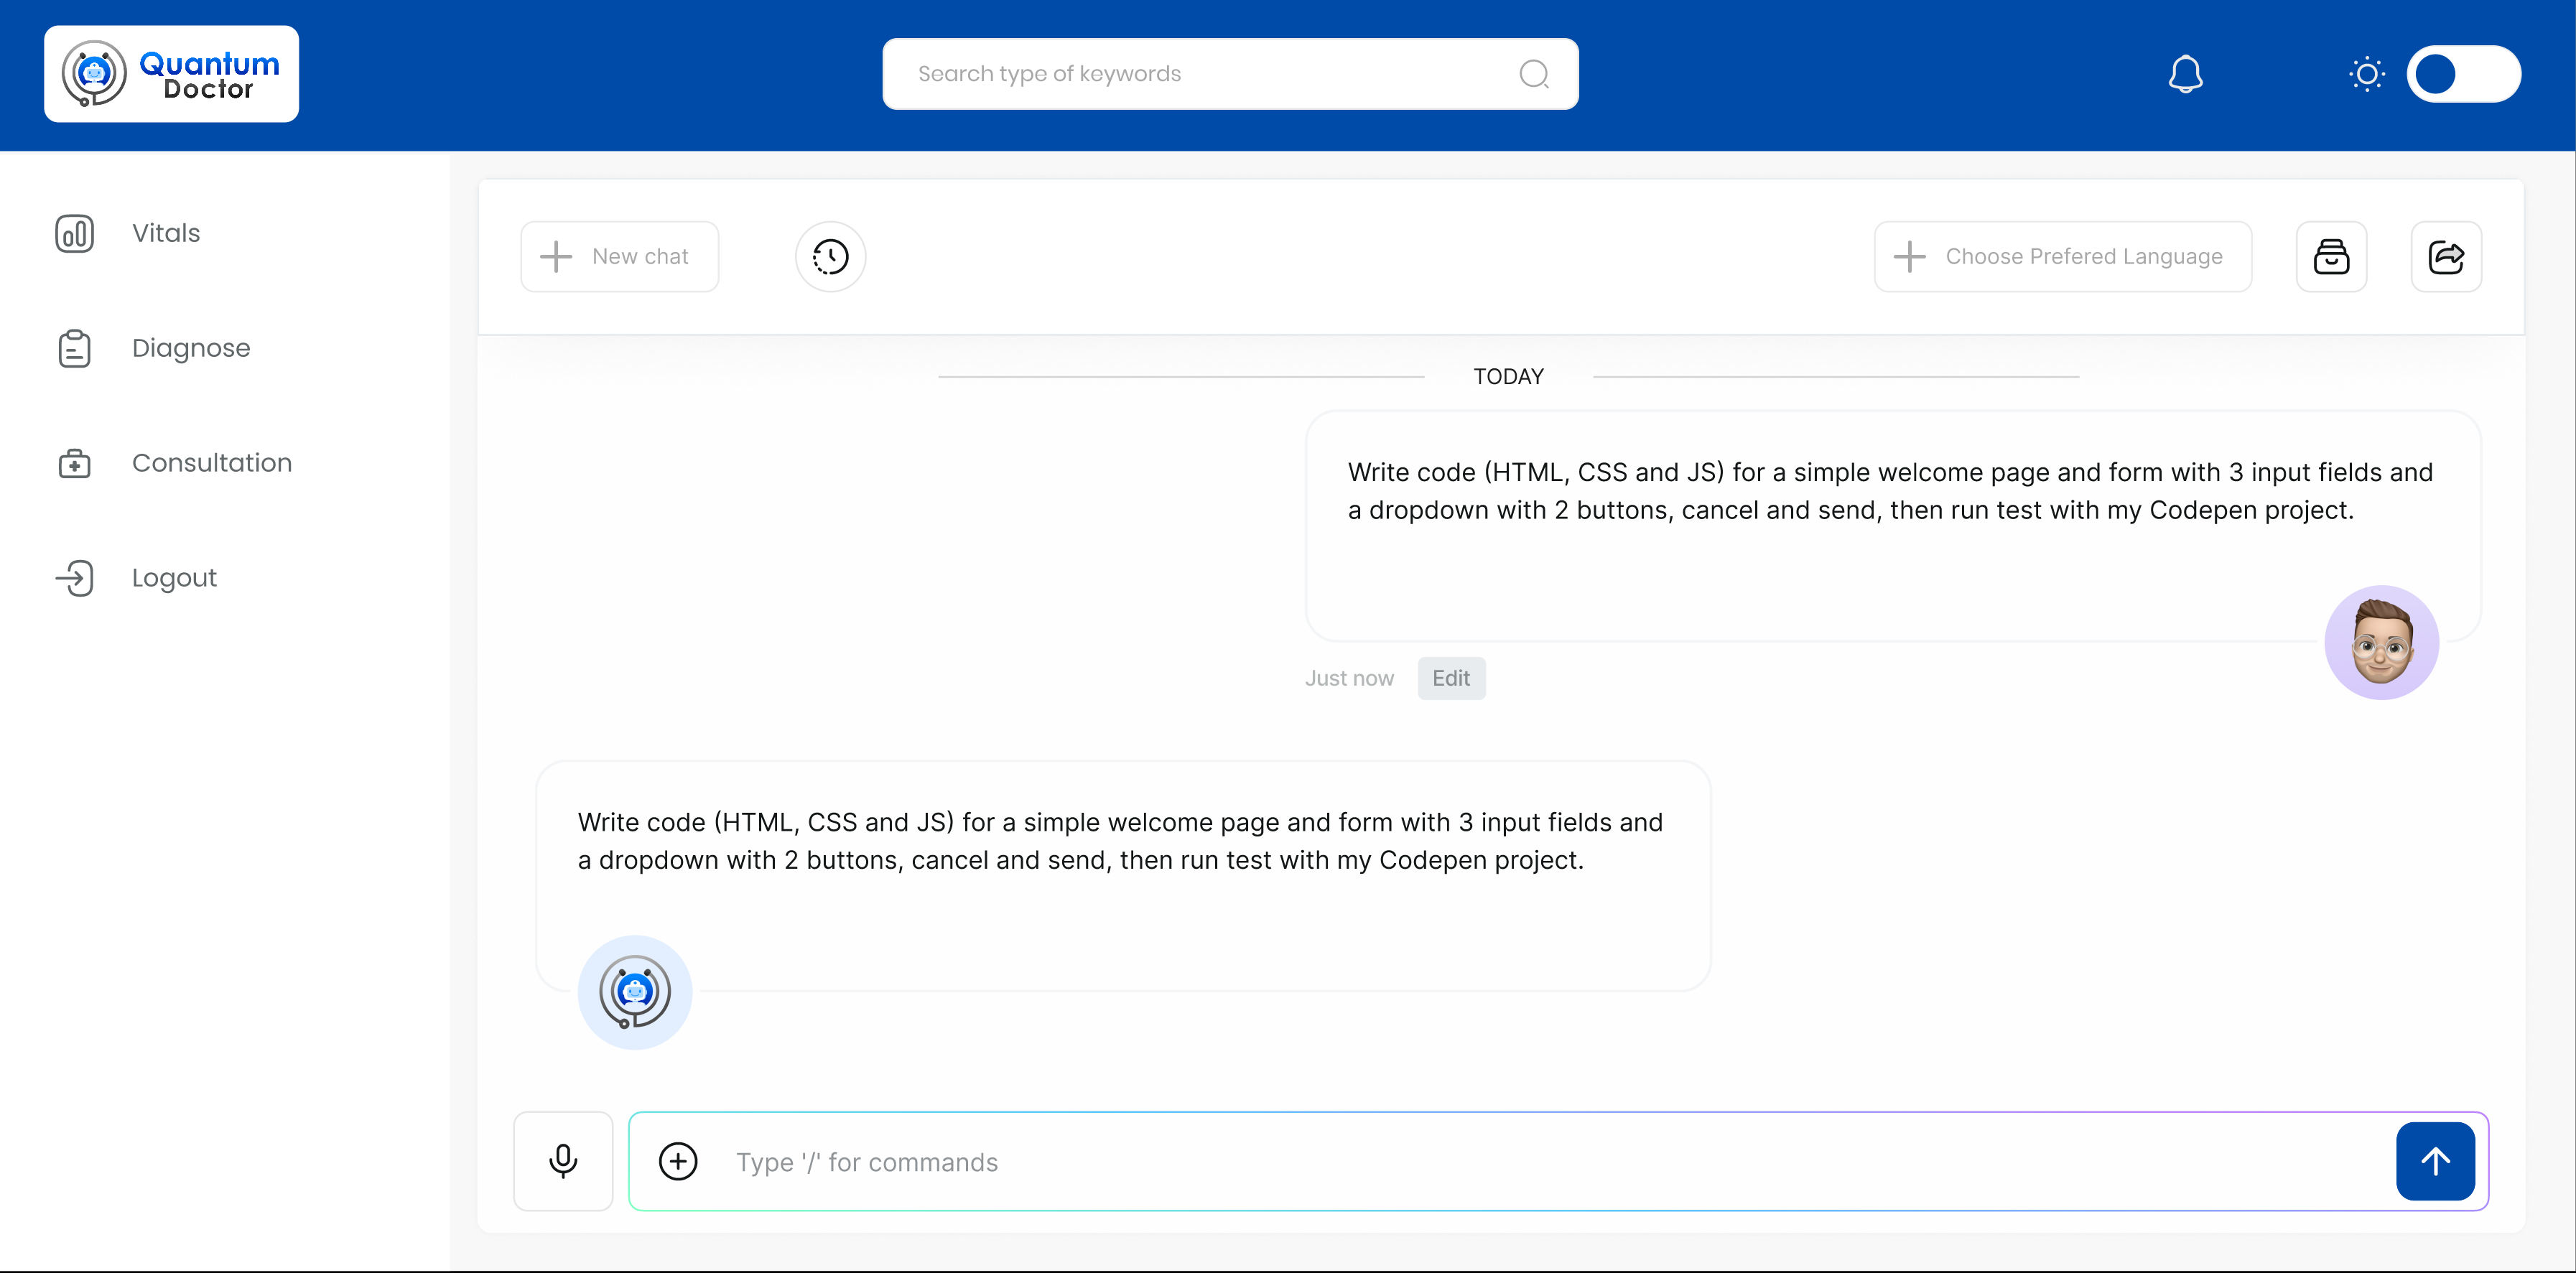 Quantum
Doctor
Search type of keywords
Vitals
Diagnose
Consultation
Logout
New chat
Choose Prefered Language
TODAY
Write code (HTML, CSS and JS) for a simple welcome page and form with 3 input fields and
a dropdown with 2 buttons, cancel and send, then run test with my Codepen project.
Just now
Edit
Write code (HTML, CSS and JS) for a simple welcome page and form with 3 input fields and
a dropdown with 2 buttons, cancel and send, then run test with my Codepen project.
Type '/' for commands